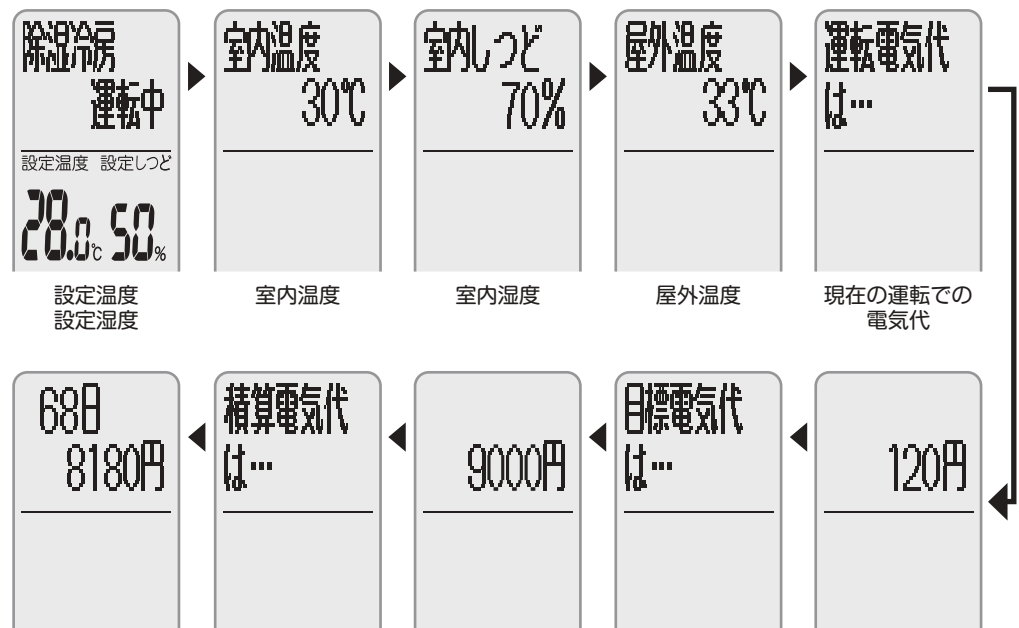 除湿冷房
運転中
設定温度 設定しつど
28.0℃ 50%
設定温度
設定湿度
室内温度
30℃
室内温度
室内しつど
70%
室内湿度
屋外温度
33℃
屋外温度
運転電気代
は…
現在の運転での
電気代
120円
目標電気代
は…
9000円
積算電気代
は…
68日
8180円